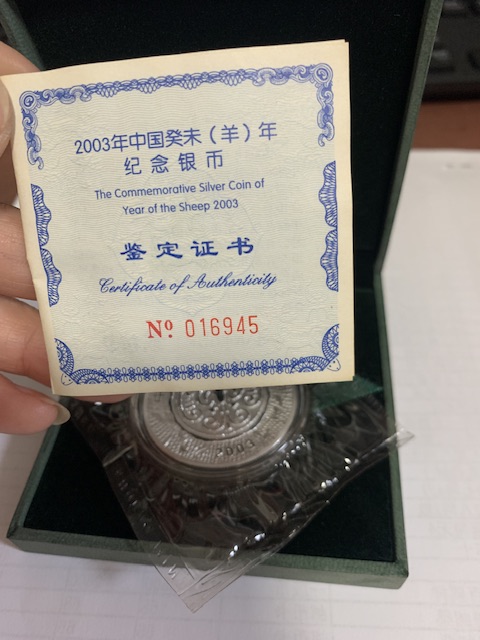 2003年中国癸未(羊)年
纪念银币
The Commemorative Silver Coin of
Year of the Sheep 2003
鉴定证书
Certificate of Authenticity
Nº 016945
2003